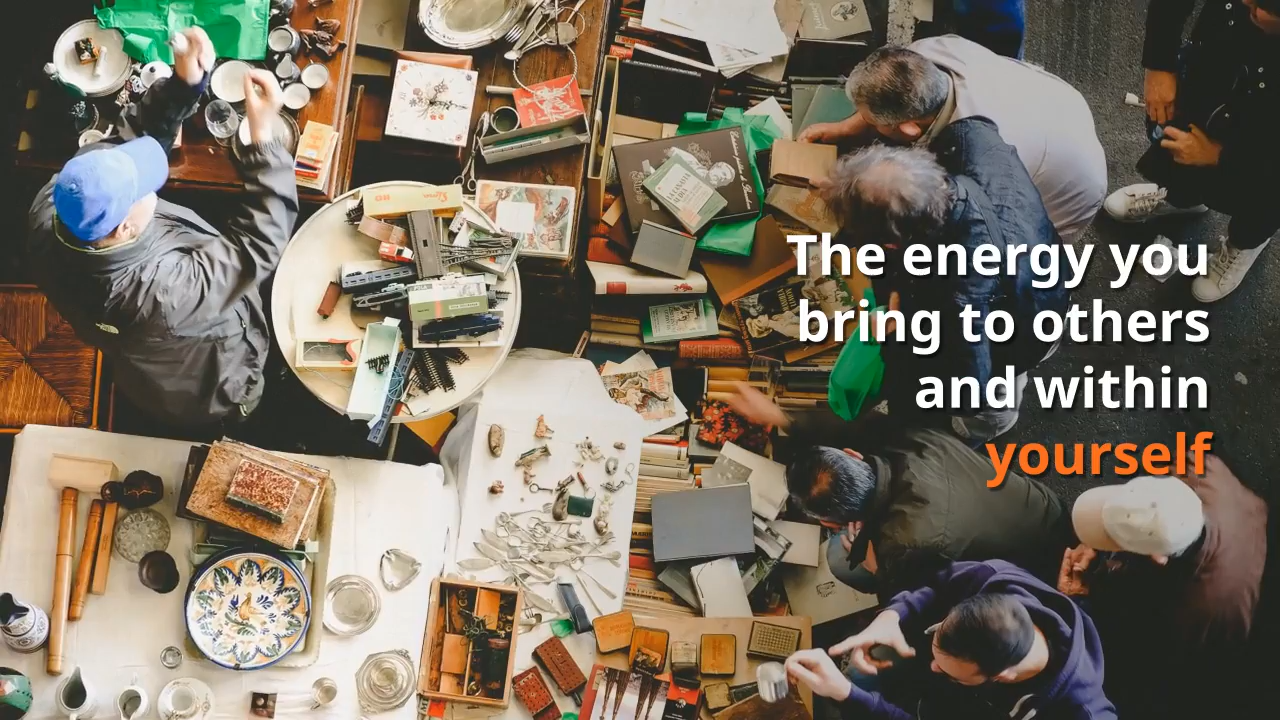 The energy you
bring to others
and within
yourself